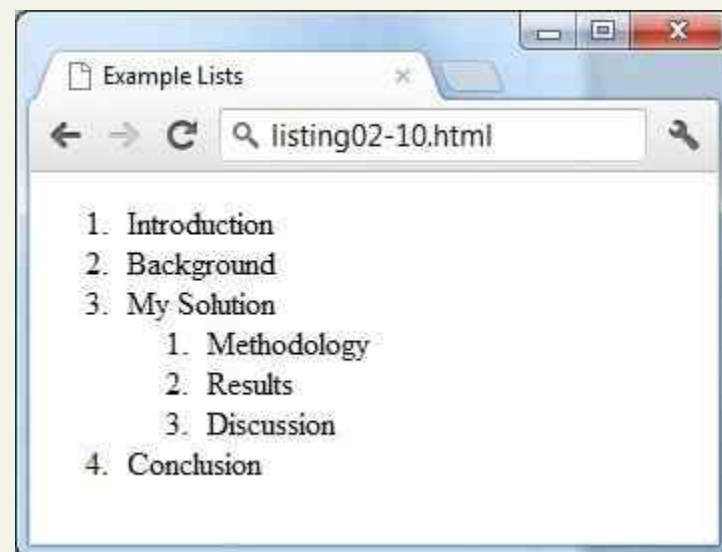 Example Lists
listing02-10.html
1. Introduction
2. Background
3. My Solution
1. Methodology
2. Results
3. Discussion
4. Conclusion